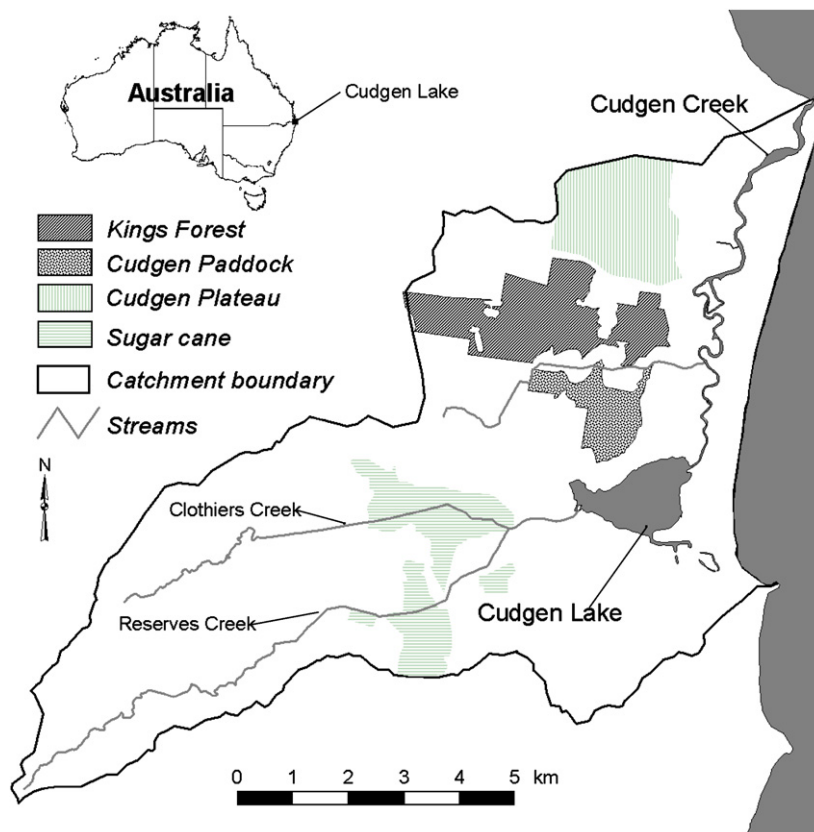 Australia
Cudgen Lake
Cudgen Creek
Kings Forest
Cudgen Paddock
Cudgen Plateau
Sugar cane
Catchment boundary
Streams
N
Clothiers Creek
Reserves Creek
Cudgen Lake
0 1 2 3 4 5 km